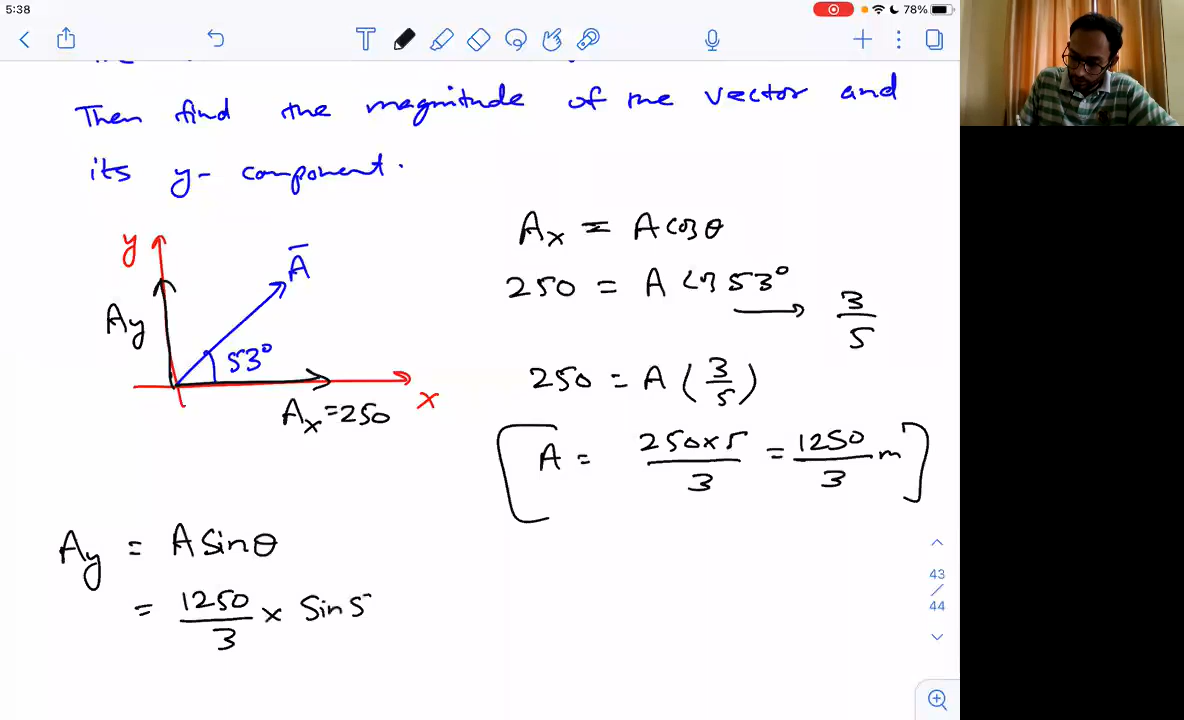 5:38
78%
Then find the magnitude of the vector and
its y- component.
y
A̅
Ay
53°
x
Ax=250
Ax = A cosθ
250 = A cos 53° → 3/5
250 = A (3/5)
[A = 250×5/3 = 1250/3 m]
Ay = A Sinθ
= 1250/3 × Sin 5
43
/
44